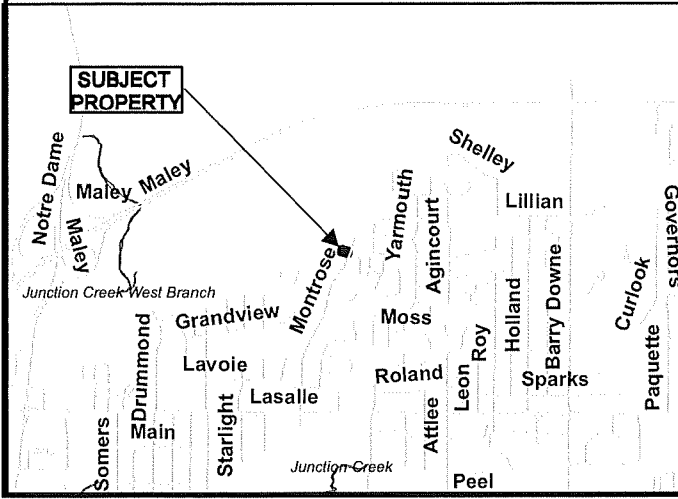 SUBJECT
PROPERTY
Shelley
Notre Dame
Maley
Maley
Yarmouth
Agincourt
Lillian
Governors
Maley
Montrose
Barry Downe
Holland
Curlook
Junction Creek West Branch
Grandview
Moss
Drummond
Roy
Lavoie
Roland
Leon
Sparks
Paquette
Lasalle
Starlight
Attlee
Main
Somers
Junction Creek
Peel